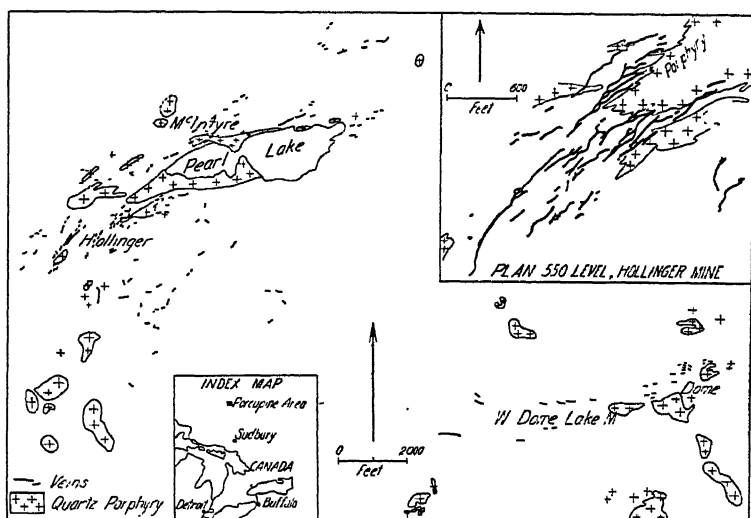 McIntyre
Pearl Lake
Hollinger
Porphyry
600
Feet
PLAN 550 LEVEL, HOLLINGER MINE
INDEX MAP
Porcupine Area
Sudbury
CANADA
Detroit
Buffalo
0 2000
Feet
Dome
W Dome Lake M
Veins
Quartz Porphyry